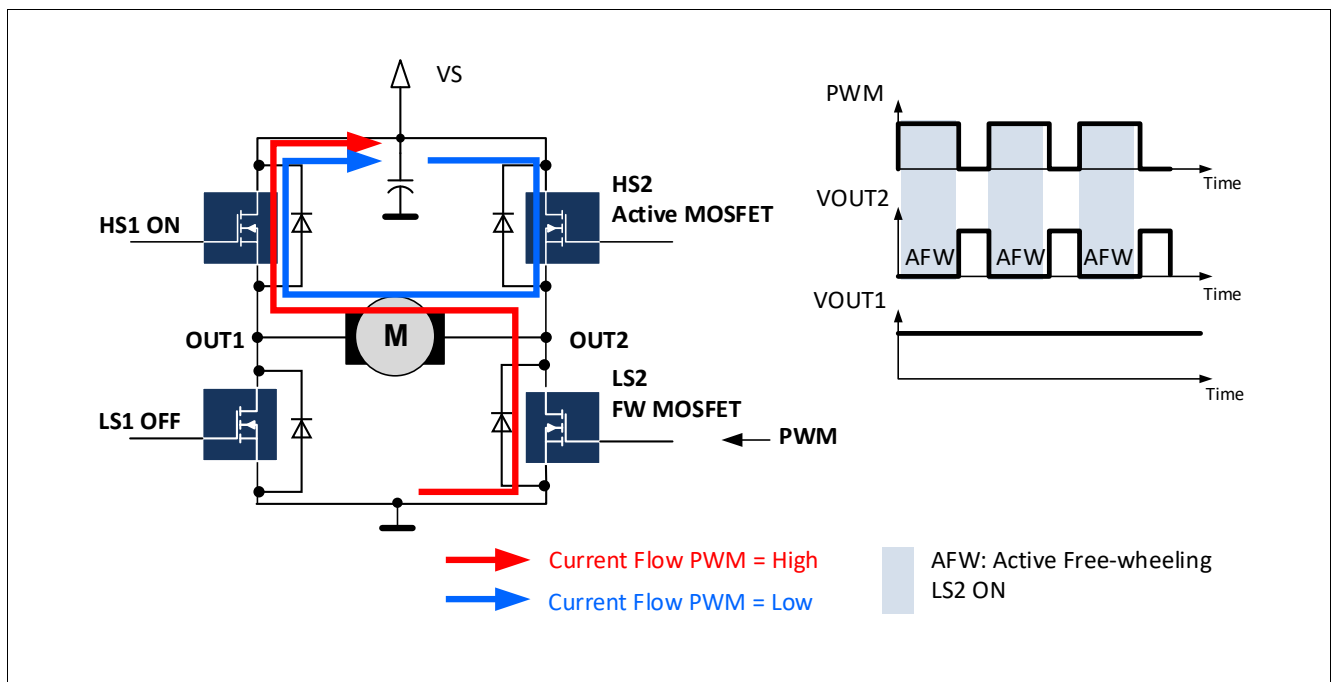 VS
HS1 ON
HS2
Active MOSFET
OUT1
M
OUT2
LS1 OFF
LS2
FW MOSFET
PWM
Current Flow PWM = High
Current Flow PWM = Low
PWM
Time
VOUT2
AFW
AFW
AFW
Time
VOUT1
Time
AFW: Active Free-wheeling
LS2 ON